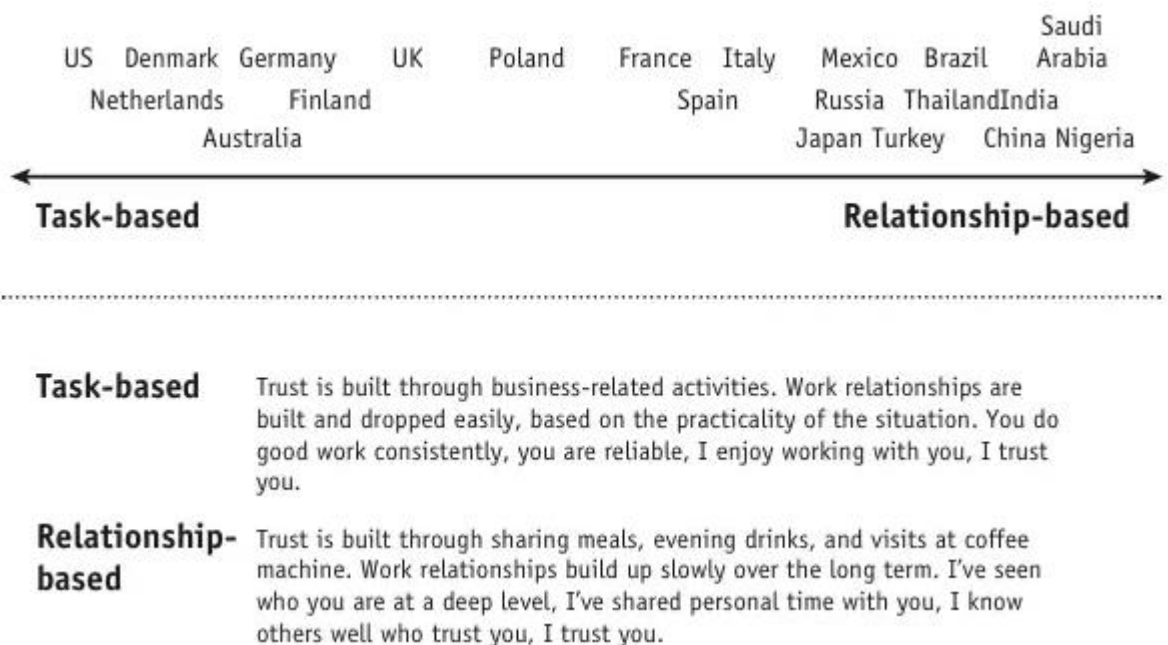 Saudi
US Denmark Germany UK Poland France Italy Mexico Brazil Arabia
Netherlands Finland Spain Russia ThailandIndia
Australia Japan Turkey China Nigeria
Task-based Relationship-based
Task-based Trust is built through business-related activities. Work relationships are
built and dropped easily, based on the practicality of the situation. You do
good work consistently, you are reliable, I enjoy working with you, I trust
you.
Relationship- Trust is built through sharing meals, evening drinks, and visits at coffee
based machine. Work relationships build up slowly over the long term. I've seen
who you are at a deep level, I've shared personal time with you, I know
others well who trust you, I trust you.